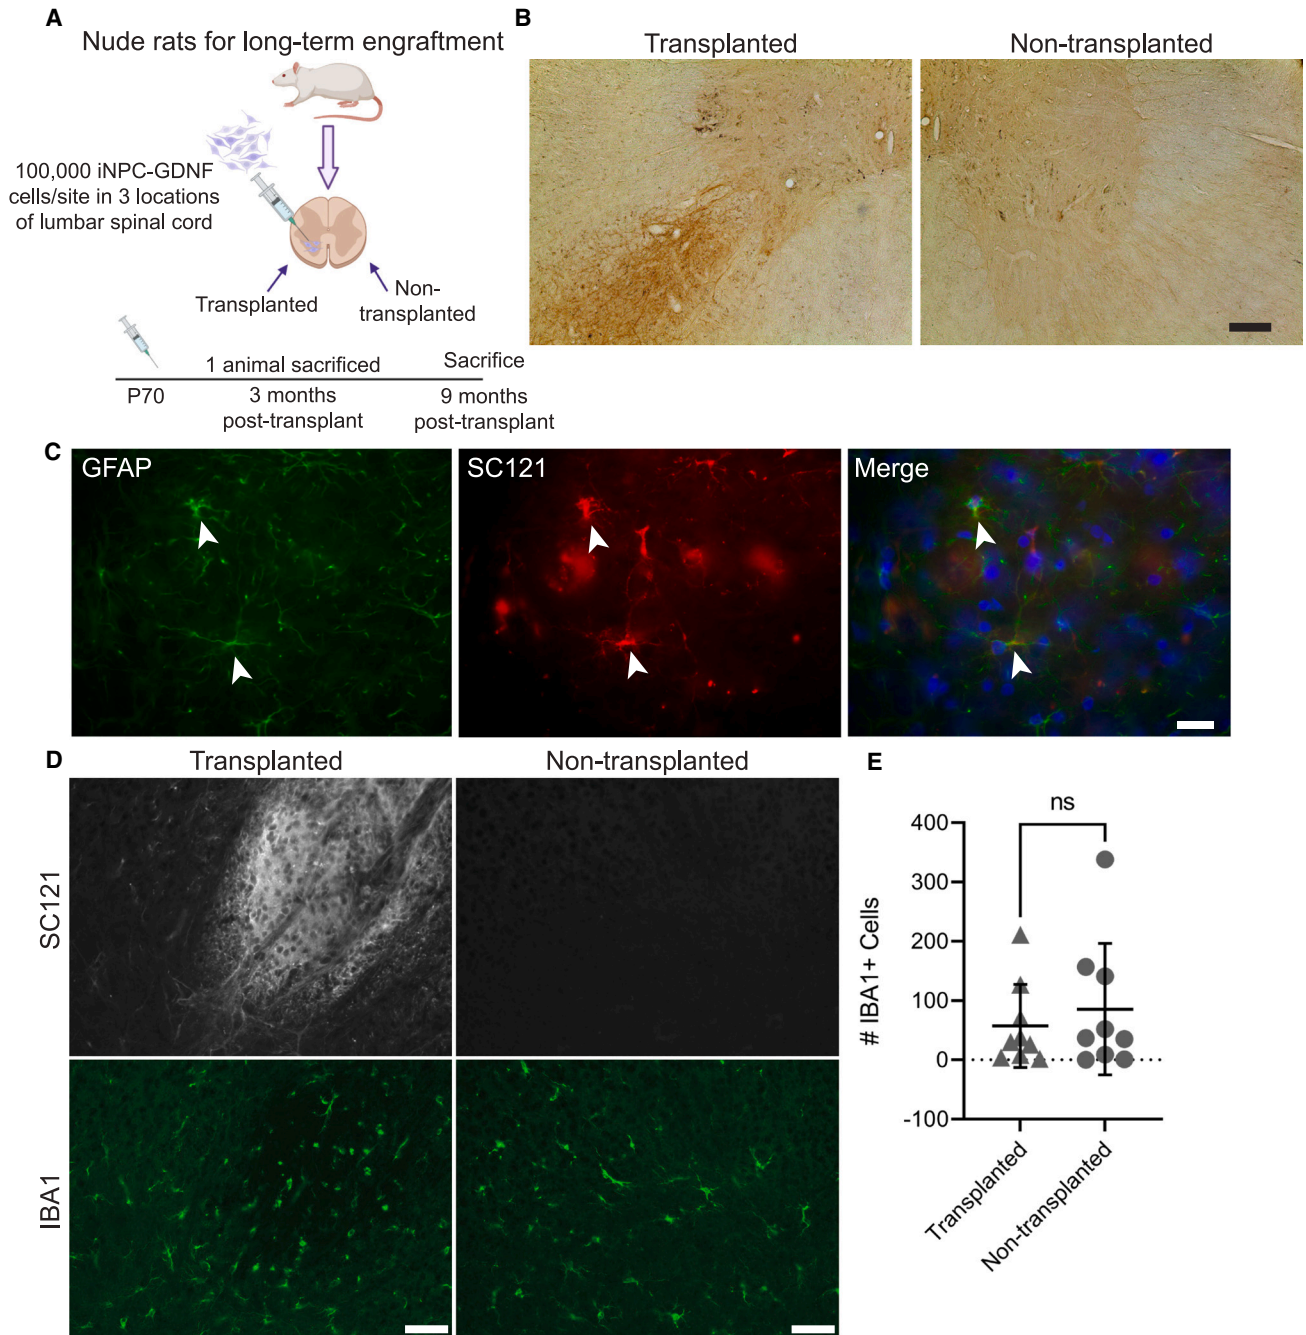 A
Nude rats for long-term engraftment
100,000 iNPC-GDNF
cells/site in 3 locations
of lumbar spinal cord
Transplanted
Non-
transplanted
1 animal sacrificed
Sacrifice
P70
3 months
post-transplant
9 months
post-transplant
B
Transplanted
Non-transplanted
C
GFAP
SC121
Merge
D
Transplanted
Non-transplanted
SC121
IBA1
E
ns
# IBA1+ Cells
400
300
200
100
0
-100
Transplanted
Non-transplanted